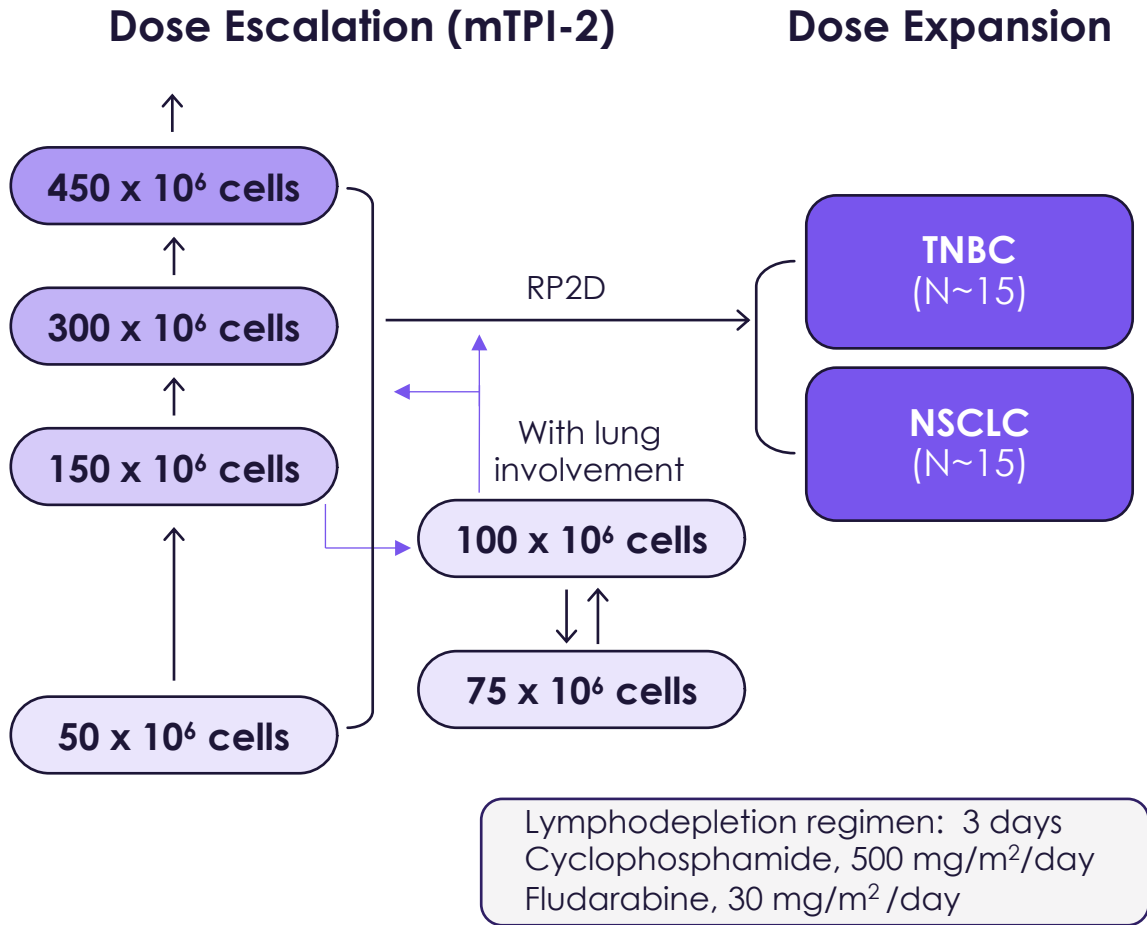 Dose Escalation (mTPI-2)
Dose Expansion
450 x 10⁶ cells
300 x 10⁶ cells
150 x 10⁶ cells
50 x 10⁶ cells
RP2D
With lung
involvement
100 x 10⁶ cells
75 x 10⁶ cells
TNBC
(N~15)
NSCLC
(N~15)
Lymphodepletion regimen: 3 days
Cyclophosphamide, 500 mg/m²/day
Fludarabine, 30 mg/m² /day